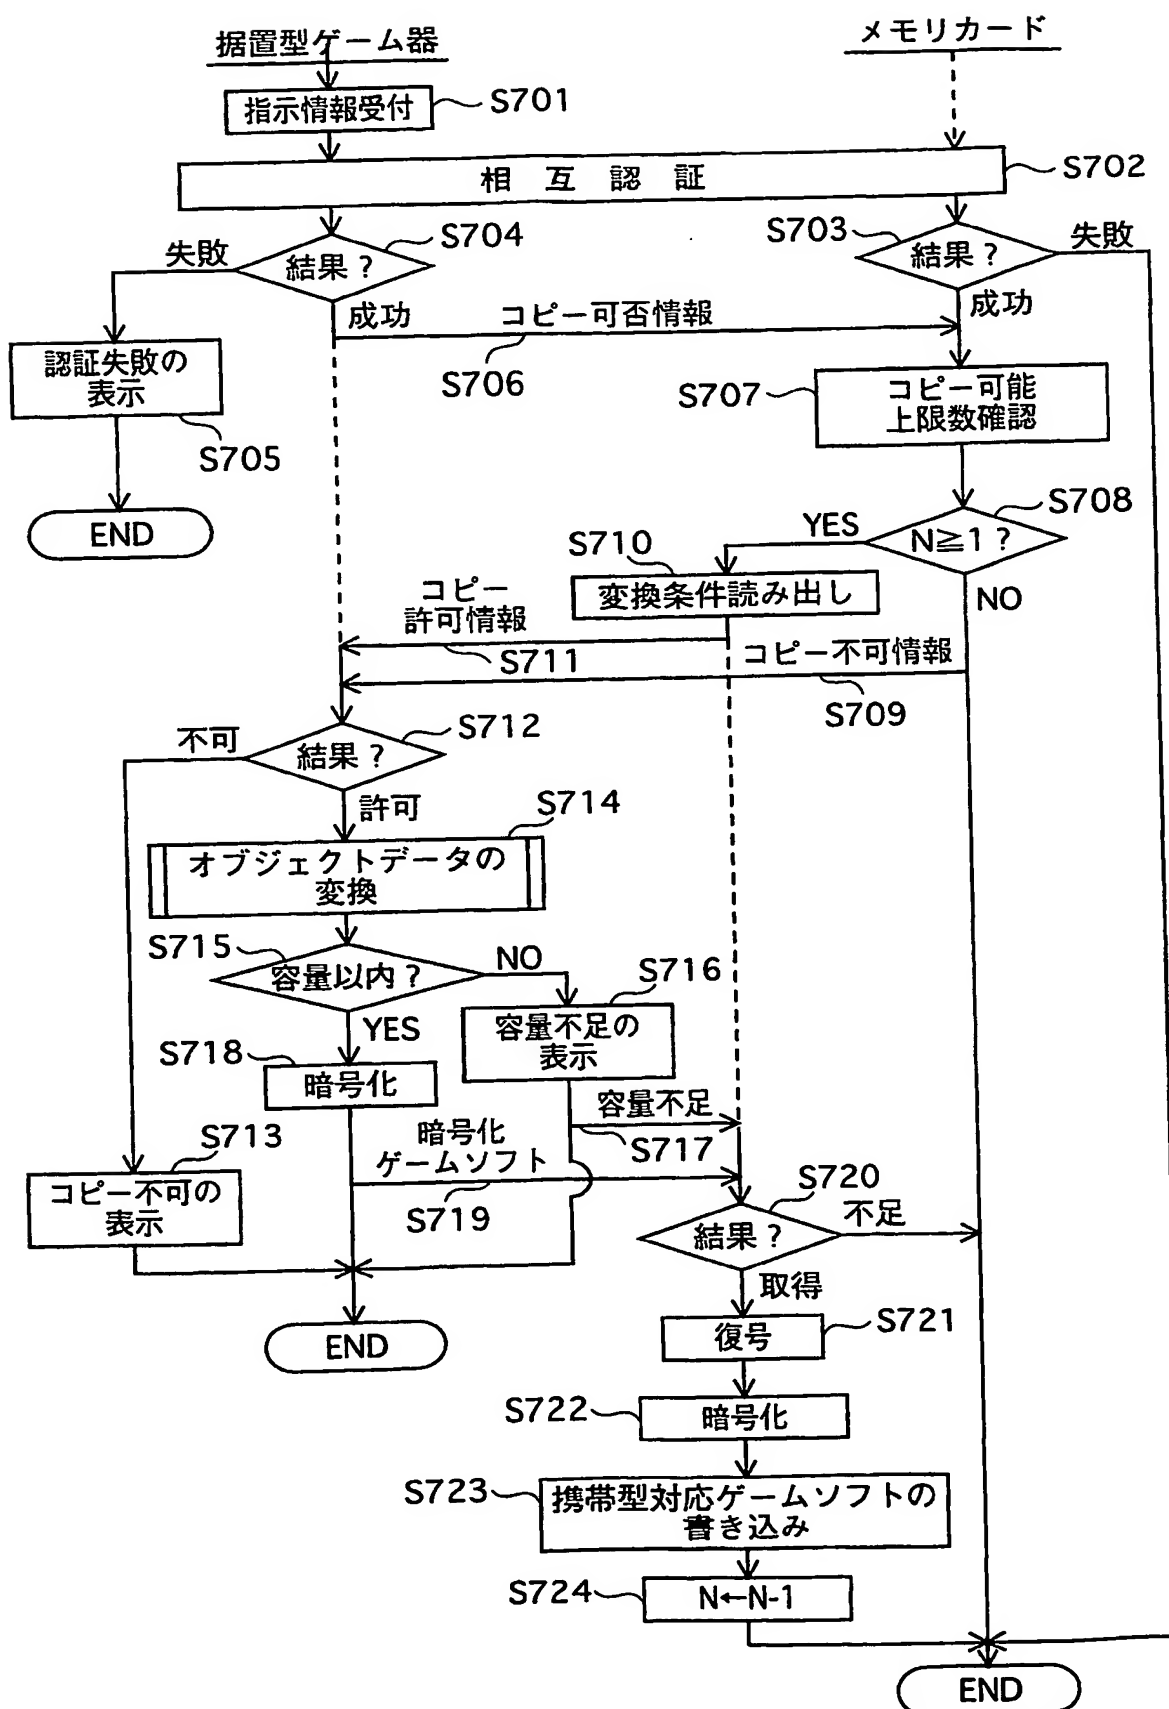 据置型ゲーム器
メモリカード
指示情報受付
S701
相互認証
S702
S704
S703
失敗
結果?
結果?
失敗
成功
コピー可否情報
成功
S706
認証失敗の
表示
S705
S707
コピー可能
上限数確認
END
S708
YES
N≧1?
S710
NO
変換条件読み出し
コピー
許可情報
S711
コピー不可情報
S709
不可
S712
結果?
許可
S714
オブジェクトデータの
変換
S715
NO
容量以内?
S716
YES
容量不足の
表示
S718
暗号化
容量不足
S717
暗号化
ゲームソフト
S719
S713
コピー不可の
表示
S720
結果?
不足
取得
END
復号
S721
S722
暗号化
S723
携帯型対応ゲームソフトの
書き込み
S724
N←N-1
END